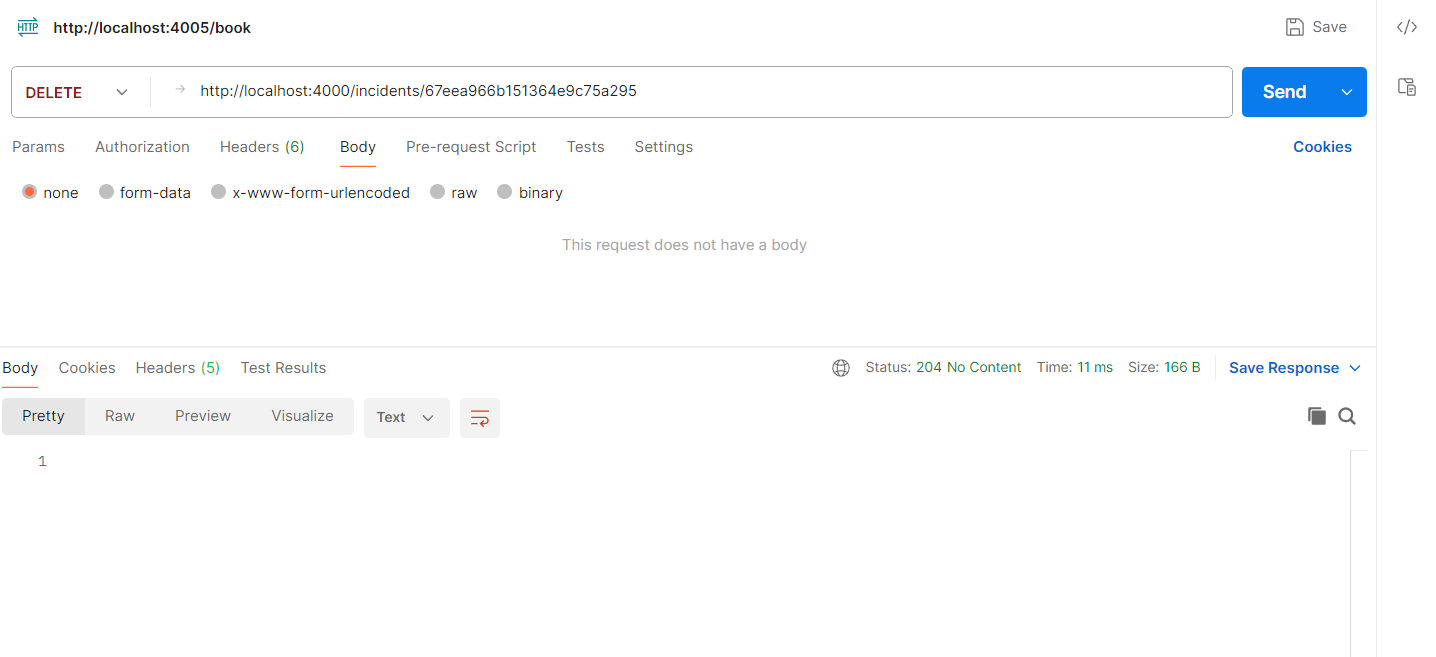 HTTP http://localhost:4005/book Save
DELETE http://localhost:4000/incidents/67eea966b151364e9c75a295 Send
Params Authorization Headers (6) Body Pre-request Script Tests Settings Cookies
none form-data x-www-form-urlencoded raw binary
This request does not have a body
Body Cookies Headers (5) Test Results Status: 204 No Content Time: 11 ms Size: 166 B Save Response
Pretty Raw Preview Visualize Text
1